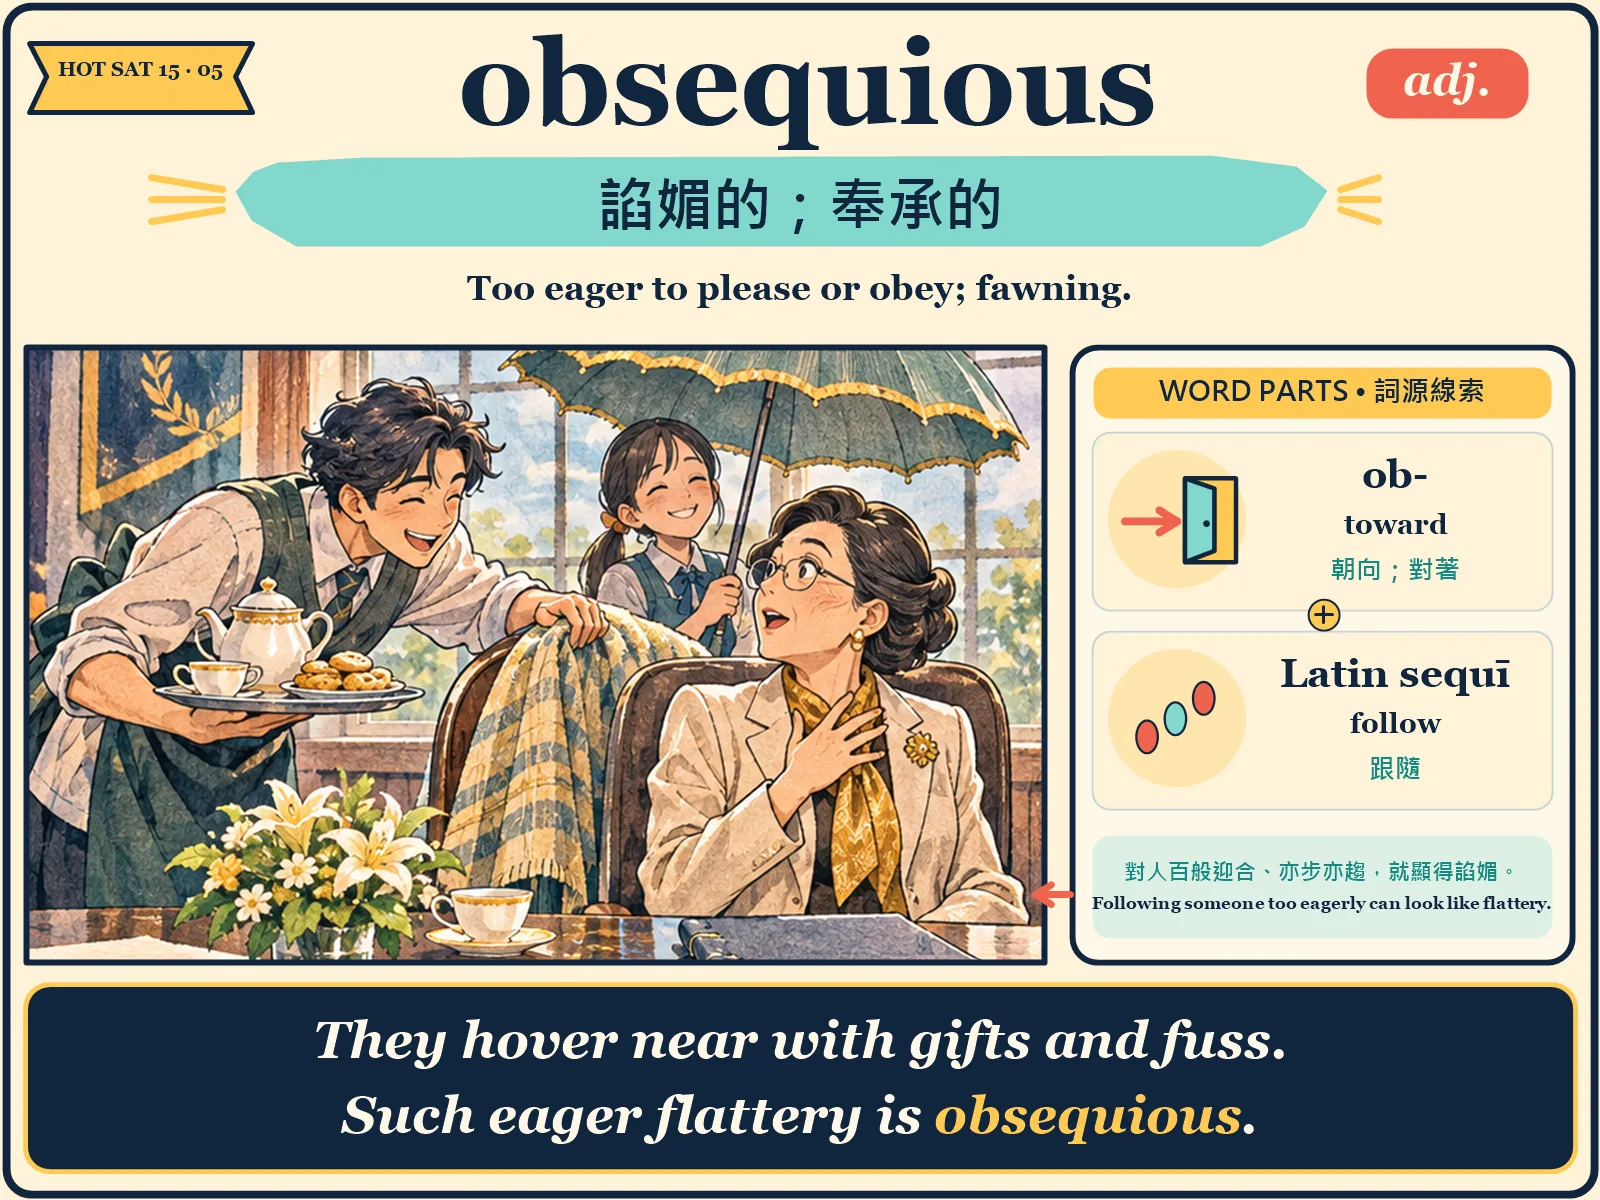 HOT SAT 15 · 05
obsequious
adj.
諂媚的；奉承的
Too eager to please or obey; fawning.
WORD PARTS • 詞源線索
ob-
toward
朝向；對著
+
Latin sequī
follow
跟隨
對人百般迎合、亦步亦趨，就顯得諂媚。
Following someone too eagerly can look like flattery.
They hover near with gifts and fuss.
Such eager flattery is obsequious.